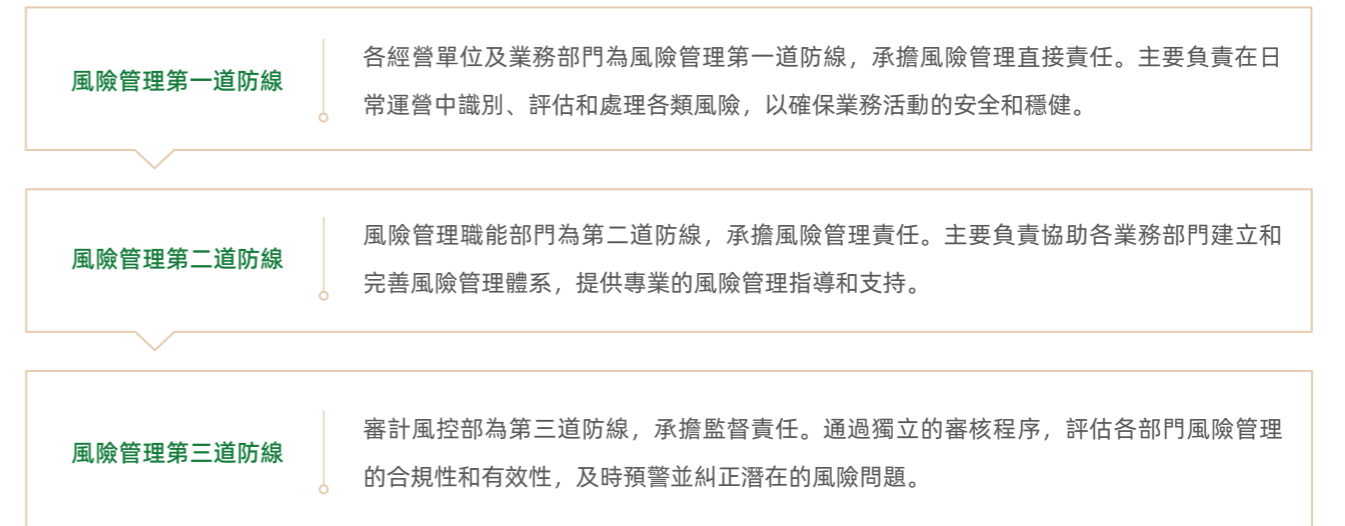 風險管理第一道防線
各經營單位及業務部門為風險管理第一道防線，承擔風險管理直接責任。主要負責在日
常運營中識別、評估和處理各類風險，以確保業務活動的安全和穩健。
風險管理第二道防線
風險管理職能部門為第二道防線，承擔風險管理責任。主要負責協助各業務部門建立和
完善風險管理體系，提供專業的風險管理指導和支持。
風險管理第三道防線
審計風控部為第三道防線，承擔監督責任。通過獨立的審核程序，評估各部門風險管理
的合規性和有效性，及時預警並糾正潛在的風險問題。